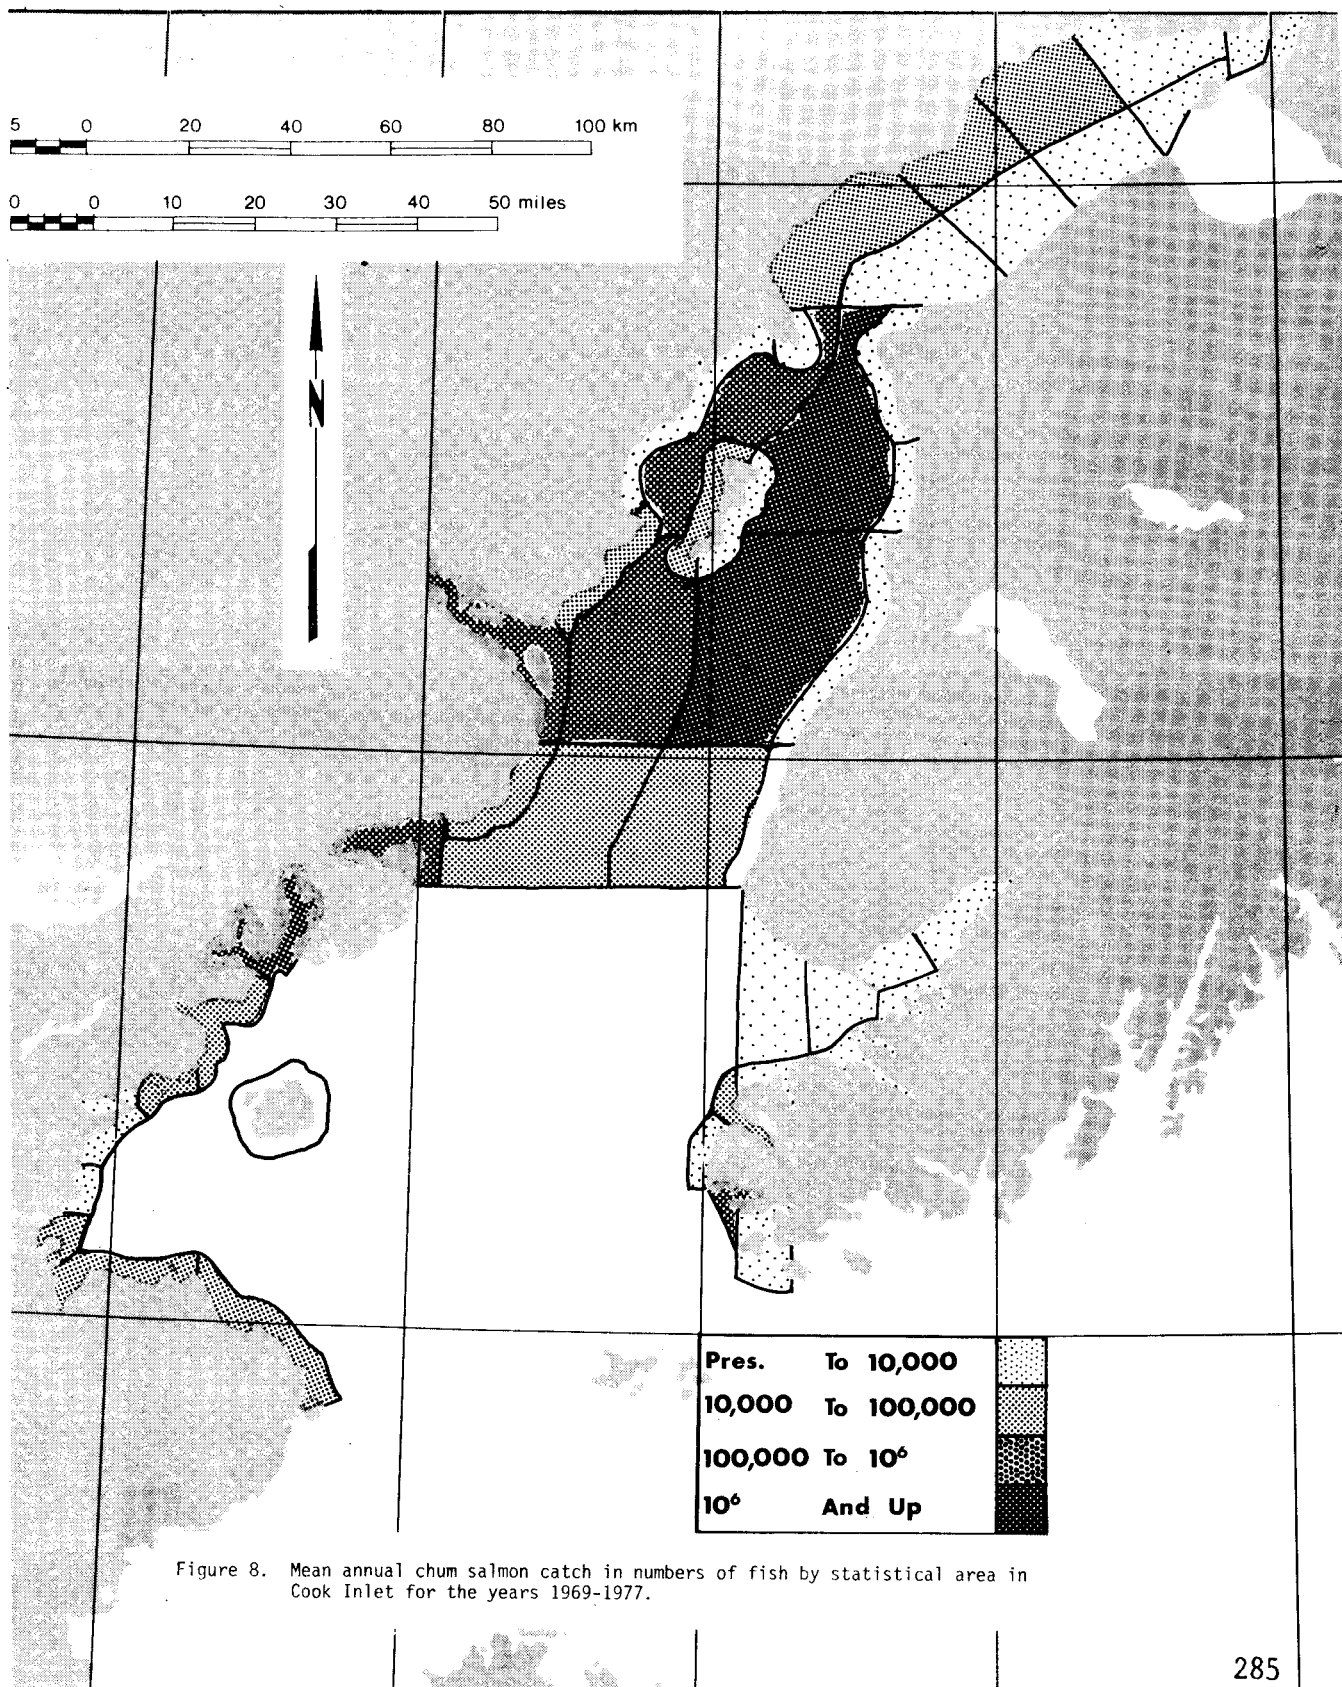 5 0 20 40 60 80 100 km
0 0 10 20 30 40 50 miles
N
Pres. To 10,000
10,000 To 100,000
100,000 To 10⁶
10⁶ And Up
Figure 8. Mean annual chum salmon catch in numbers of fish by statistical area in
Cook Inlet for the years 1969-1977.
285